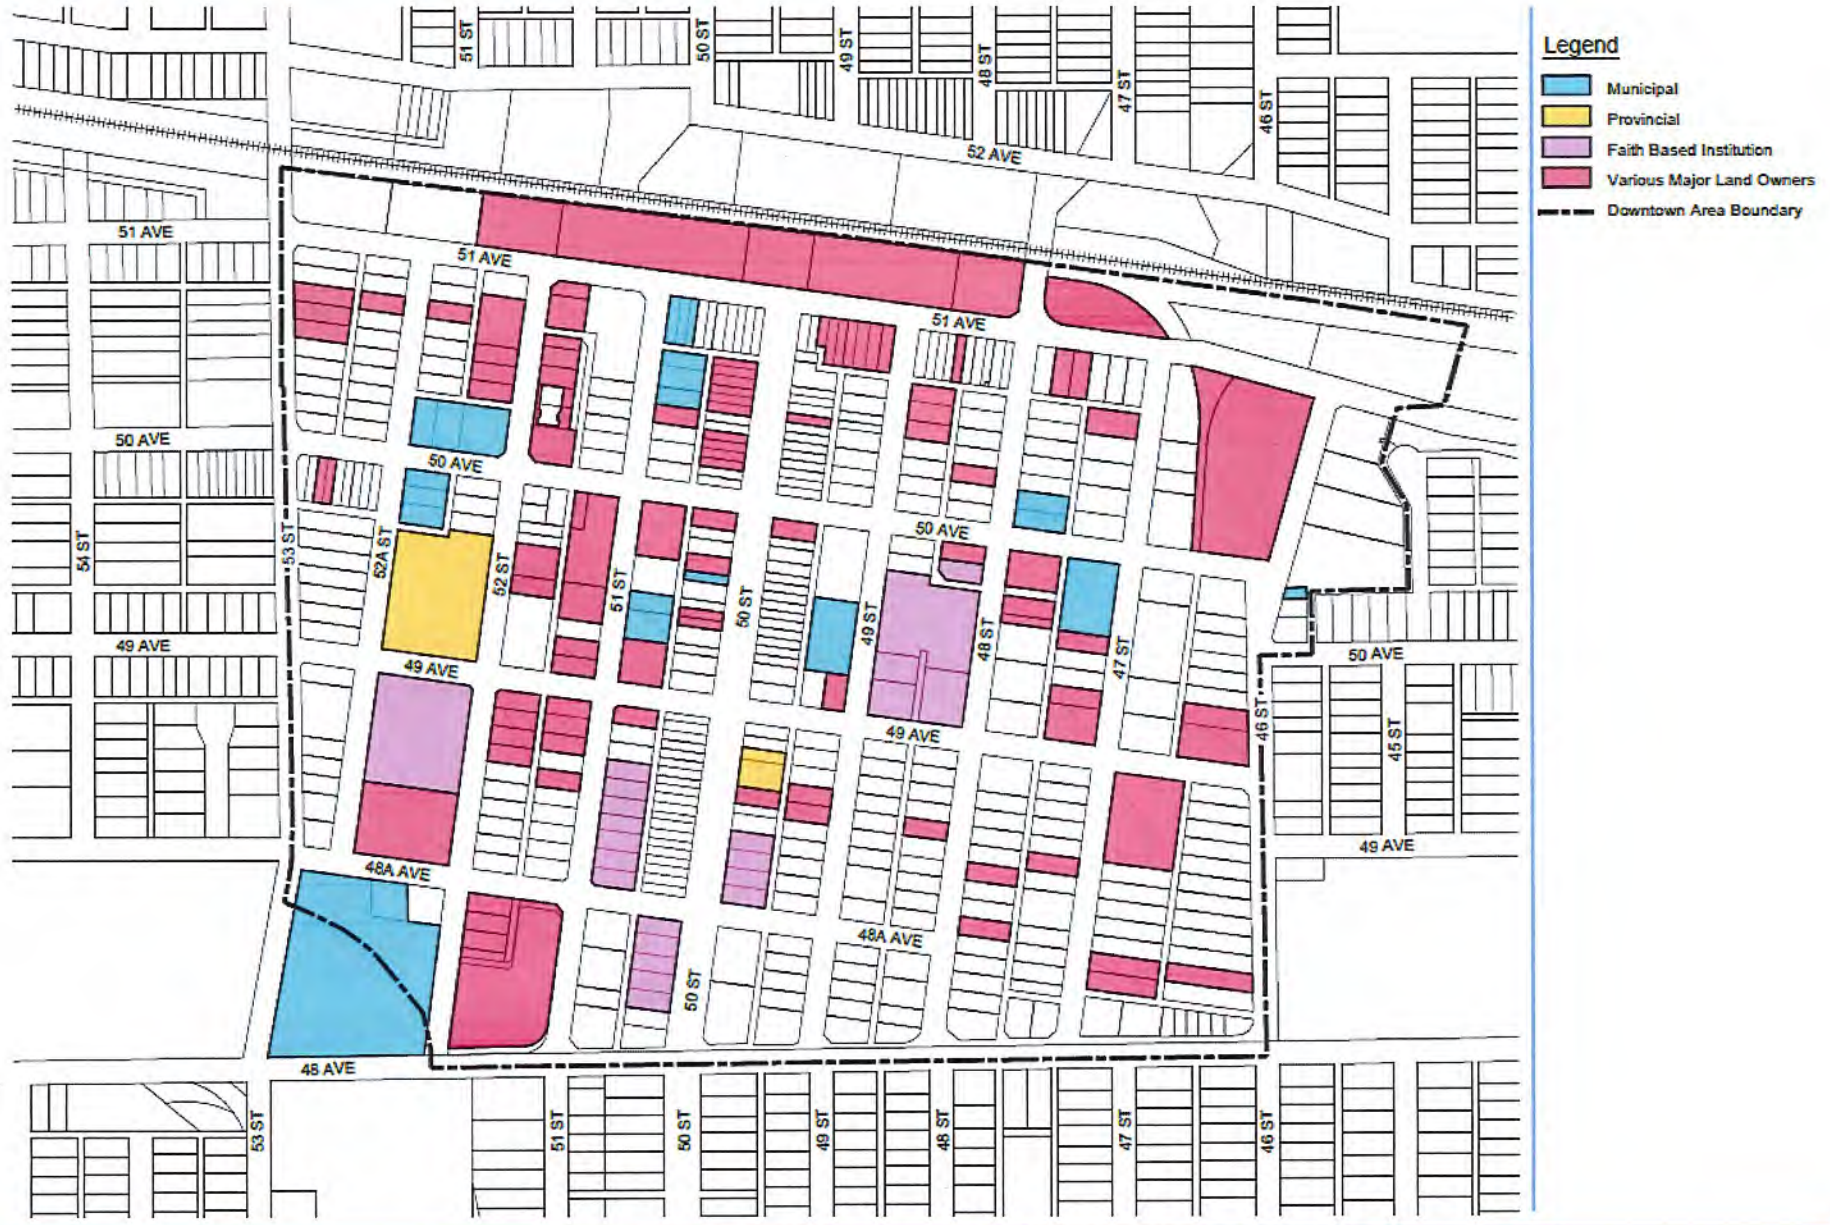 51 ST
50 ST
49 ST
48 ST
47 ST
46 ST
Legend
Municipal
Provincial
Faith Based Institution
Various Major Land Owners
Downtown Area Boundary
52 AVE
51 AVE
51 AVE
51 AVE
50 AVE
50 AVE
50 AVE
54 ST
53 ST
52A ST
52 ST
51 ST
50 ST
49 ST
48 ST
47 ST
49 AVE
49 AVE
50 AVE
46 ST
45 ST
49 AVE
49 AVE
48A AVE
48A AVE
50 ST
48 AVE
53 ST
51 ST
50 ST
49 ST
48 ST
47 ST
46 ST